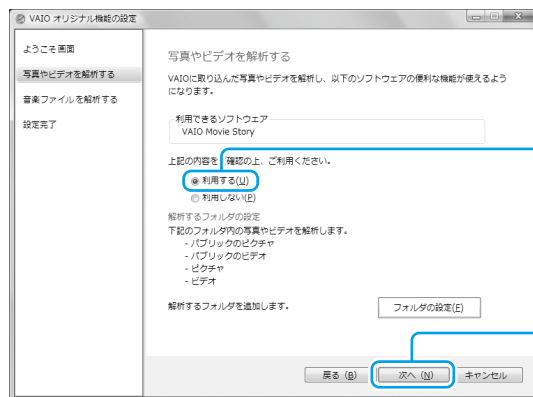 VAIO オリジナル機能の設定
ようこそ画面
写真やビデオを解析する
音楽ファイルを解析する
設定完了
写真やビデオを解析する
VAIOに取り込んだ写真やビデオを解析し、以下のソフトウェアの便利な機能が使えるよう
になります。
利用できるソフトウェア
VAIO Movie Story
上記の内容を 確認の上、ご利用ください。
利用する(U)
利用しない(P)
解析するフォルダの設定
下記のフォルダ内の写真やビデオを解析します。
- パブリックのピクチャ
- パブリックのビデオ
- ピクチャ
- ビデオ
解析するフォルダを追加します。
フォルダの設定(F)
戻る (B)
次へ (N)
キャンセル